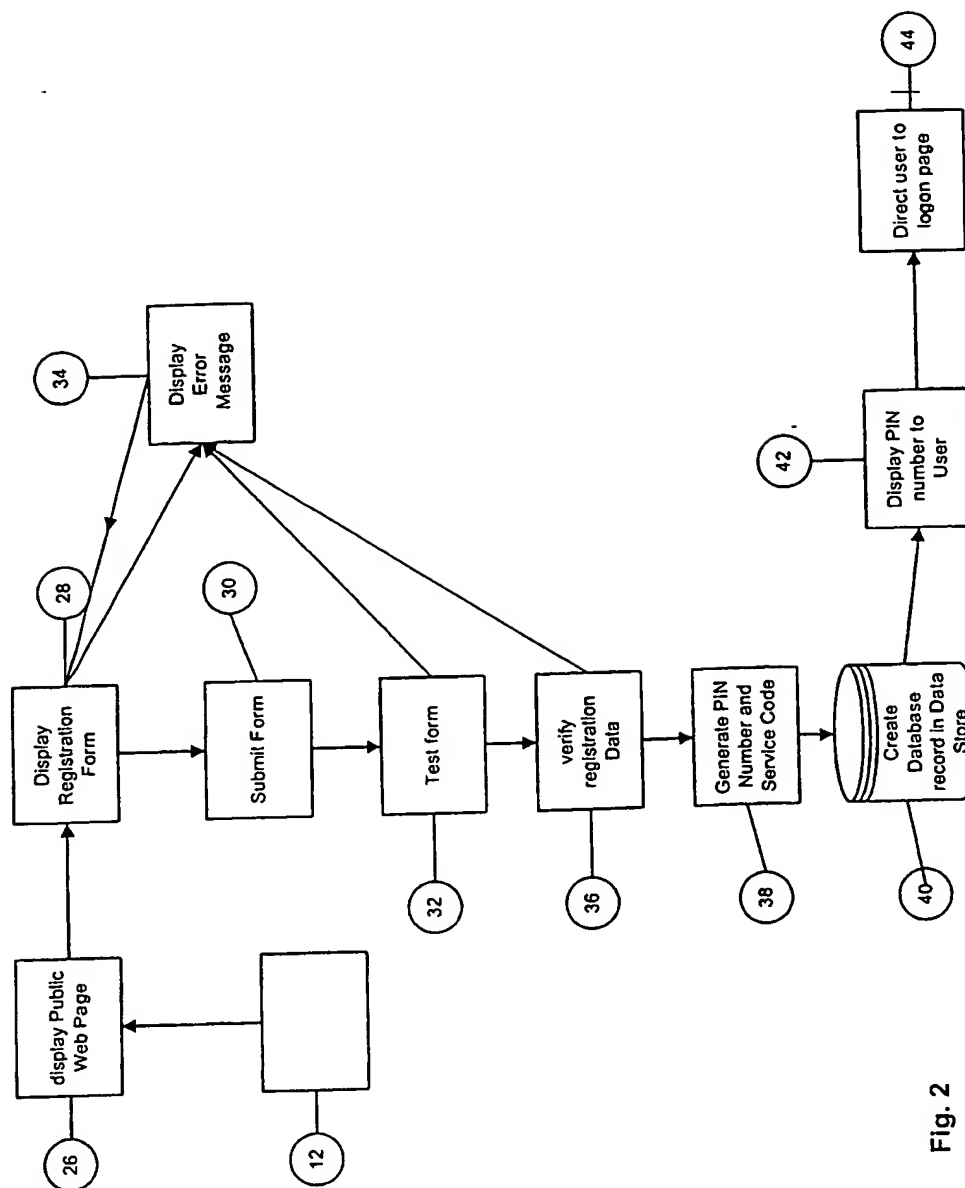 26
display Public
Web Page
12
28
Display
Registration
Form
34
Display
Error
Message
30
Submit Form
32
Test form
36
verify
registration
Data
38
Generate PIN
Number and
Service Code
40
Create
Database
record in Data
Store
42
Display PIN
number to
User
44
Direct user to
logon page
Fig. 2